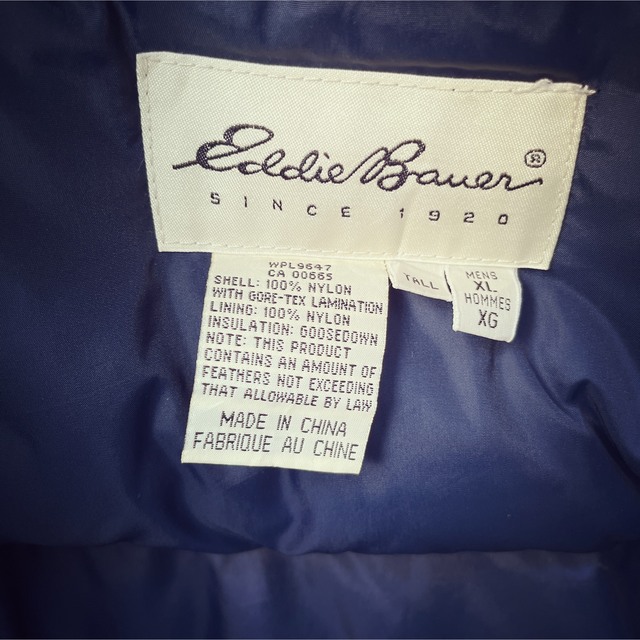 Eddie Bauer ®
SINCE 1920
WPL9647
CA 00665
SHELL: 100% NYLON
WITH GORE-TEX LAMINATION
LINING: 100% NYLON
INSULATION: GOOSEDOWN
NOTE: THIS PRODUCT
CONTAINS AN AMOUNT OF
FEATHERS NOT EXCEEDING
THAT ALLOWABLE BY LAW
MADE IN CHINA
FABRIQUE AU CHINE
TALL
MENS
XL
HOMMES
XG